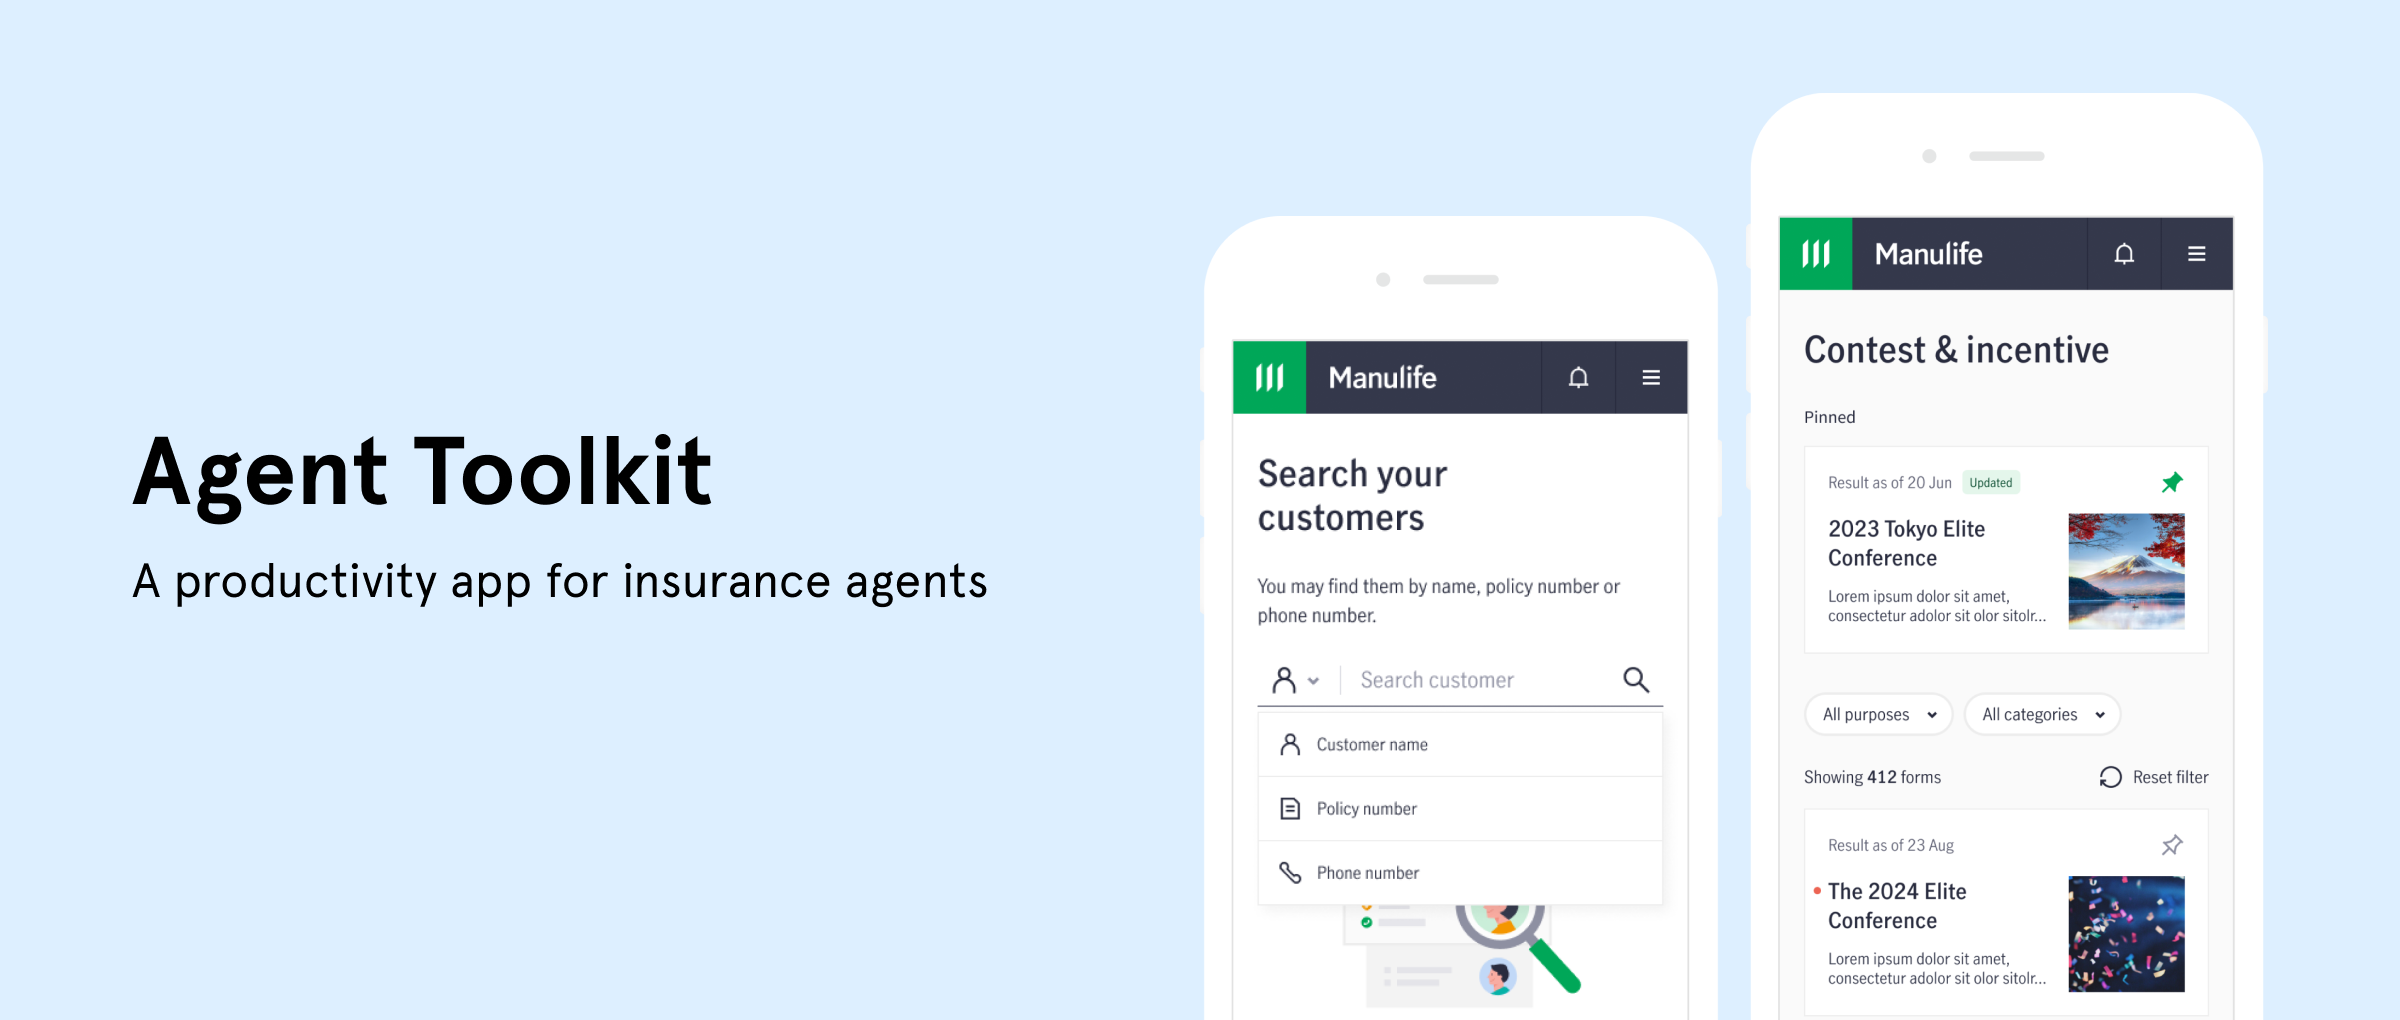 Agent Toolkit
A productivity app for insurance agents
Manulife
Search your
customers
You may find them by name, policy number or
phone number.
Search customer
Customer name
Policy number
Phone number
Manulife
Contest & incentive
Pinned
Result as of 20 Jun Updated
2023 Tokyo Elite
Conference
Lorem ipsum dolor sit amet,
consectetur adolor sit olor sitolr...
All purposes All categories
Showing 412 forms Reset filter
Result as of 23 Aug
The 2024 Elite
Conference
Lorem ipsum dolor sit amet,
consectetur adolor sit olor sitolr...